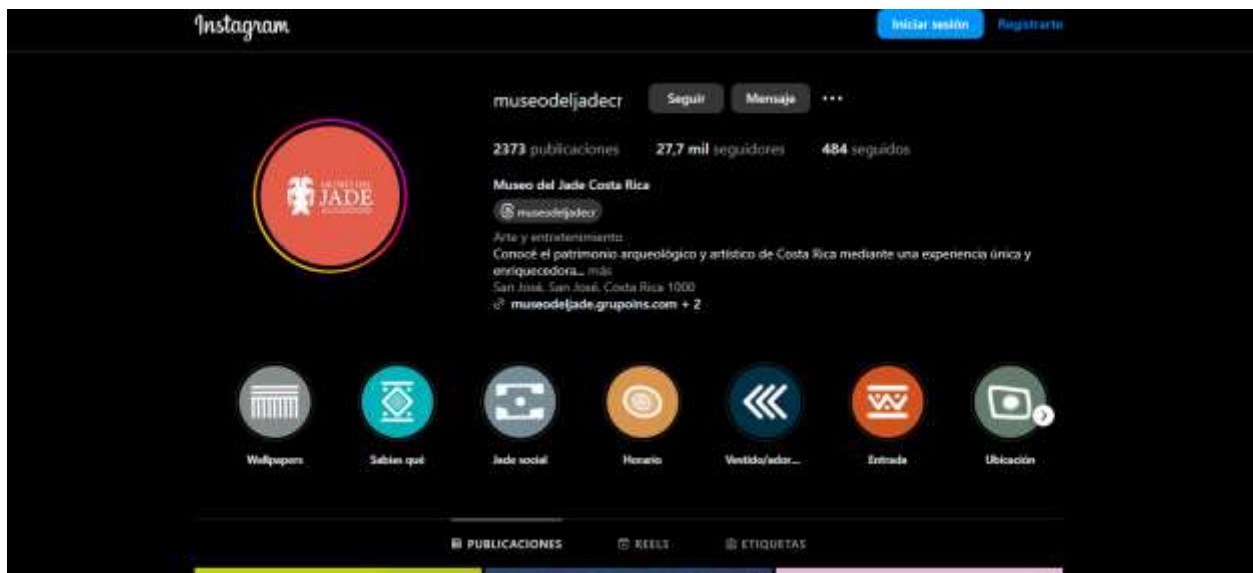 Instagram
Iniciar sesión Registrarte
museodeljadecr Seguir Mensaje
2373 publicaciones 27,7 mil seguidores 484 seguidos
Museo del Jade Costa Rica
museodeljadecr
Arte y entretenimiento
Conocé el patrimonio arqueológico y artístico de Costa Rica mediante una experiencia única y
enriquecedora... más
San José, San José, Costa Rica 1000
museodeljade.grupoins.com + 2
MUSEO DEL
JADE
Wallpapers Sabías qué Jade social Horario Vestido/ador... Entrada Ubicación
PUBLICACIONES REELS ETIQUETAS